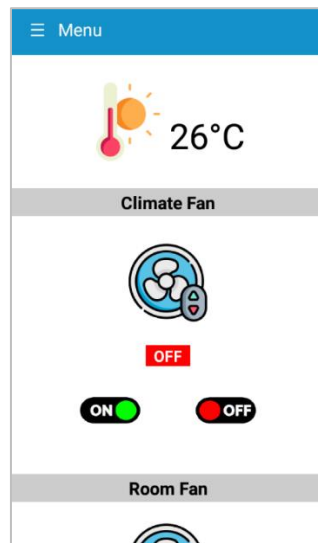 ☰ Menu
26°C
Climate Fan
OFF
ON OFF
Room Fan